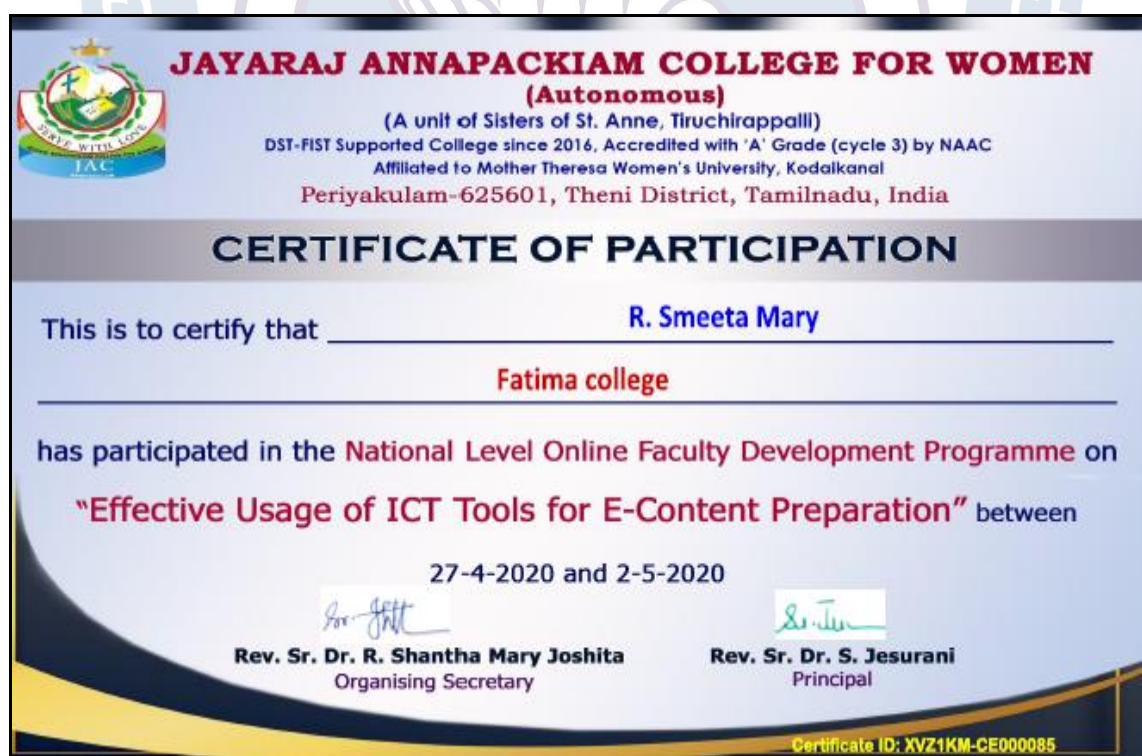 JAYARAJ ANNAPACKIAM COLLEGE FOR WOMEN
(Autonomous)
(A unit of Sisters of St. Anne, Tiruchirappalli)
DST-FIST Supported College since 2016, Accredited with 'A' Grade (cycle 3) by NAAC
Affiliated to Mother Theresa Women's University, Kodaikanal
Periyakulam-625601, Theni District, Tamilnadu, India
SERVE WITH LOVE
JAC
CERTIFICATE OF PARTICIPATION
This is to certify that R. Smeeta Mary
Fatima college
has participated in the National Level Online Faculty Development Programme on
"Effective Usage of ICT Tools for E-Content Preparation" between
27-4-2020 and 2-5-2020
Rev. Sr. Dr. R. Shantha Mary Joshita Rev. Sr. Dr. S. Jesurani
Organising Secretary Principal
Certificate ID: XVZ1KM-CE000085